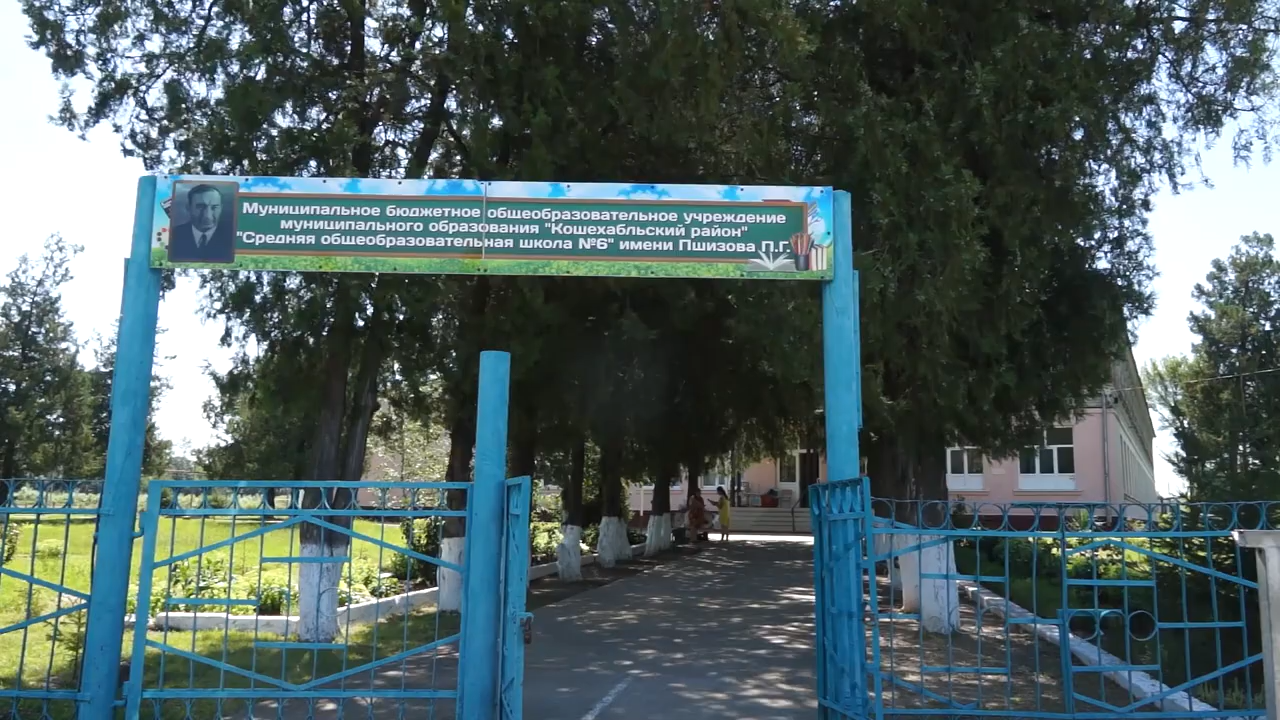 Муниципальное бюджетное общеобразовательное учреждение
муниципального образования "Кошехабльский район"
"Средняя общеобразовательная школа №6" имени Пшизова П.Г.